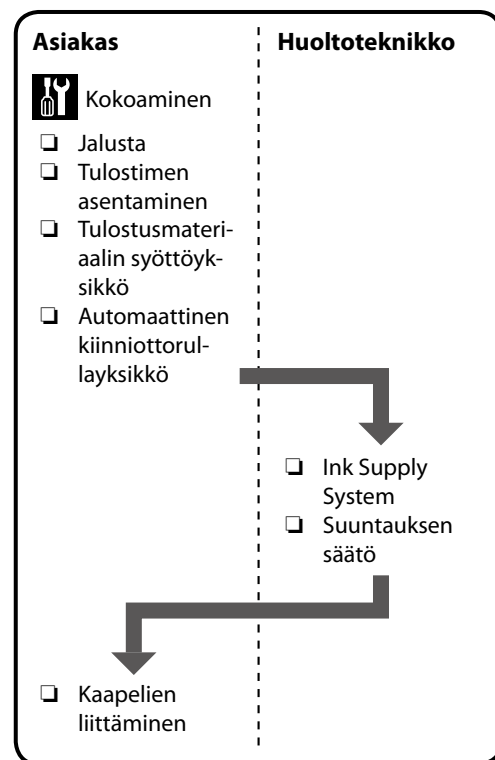 Asiakas
Huoltoteknikko
Kokoaminen
❏ Jalusta
❏ Tulostimen
asentaminen
❏ Tulostusmateri-
aalin syöttöyk-
sikkö
❏ Automaattinen
kiinniottorul-
layksikkö
❏ Ink Supply
System
❏ Suuntauksen
säätö
❏ Kaapelien
liittäminen